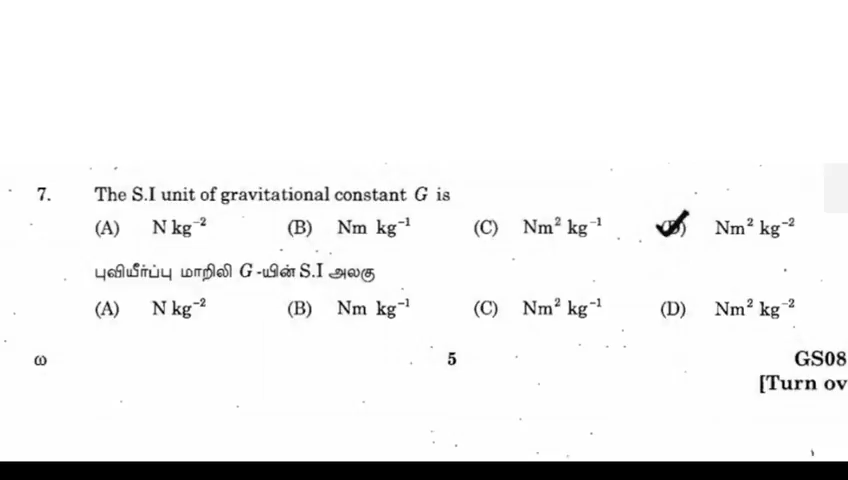 7. The S.I unit of gravitational constant G is
(A) N kg⁻² (B) Nm kg⁻¹ (C) Nm² kg⁻¹ (D) Nm² kg⁻²
புவியீர்ப்பு மாறிலி G -யின் S.I அலகு
(A) N kg⁻² (B) Nm kg⁻¹ (C) Nm² kg⁻¹ (D) Nm² kg⁻²
ω 5 GS08
[Turn ov